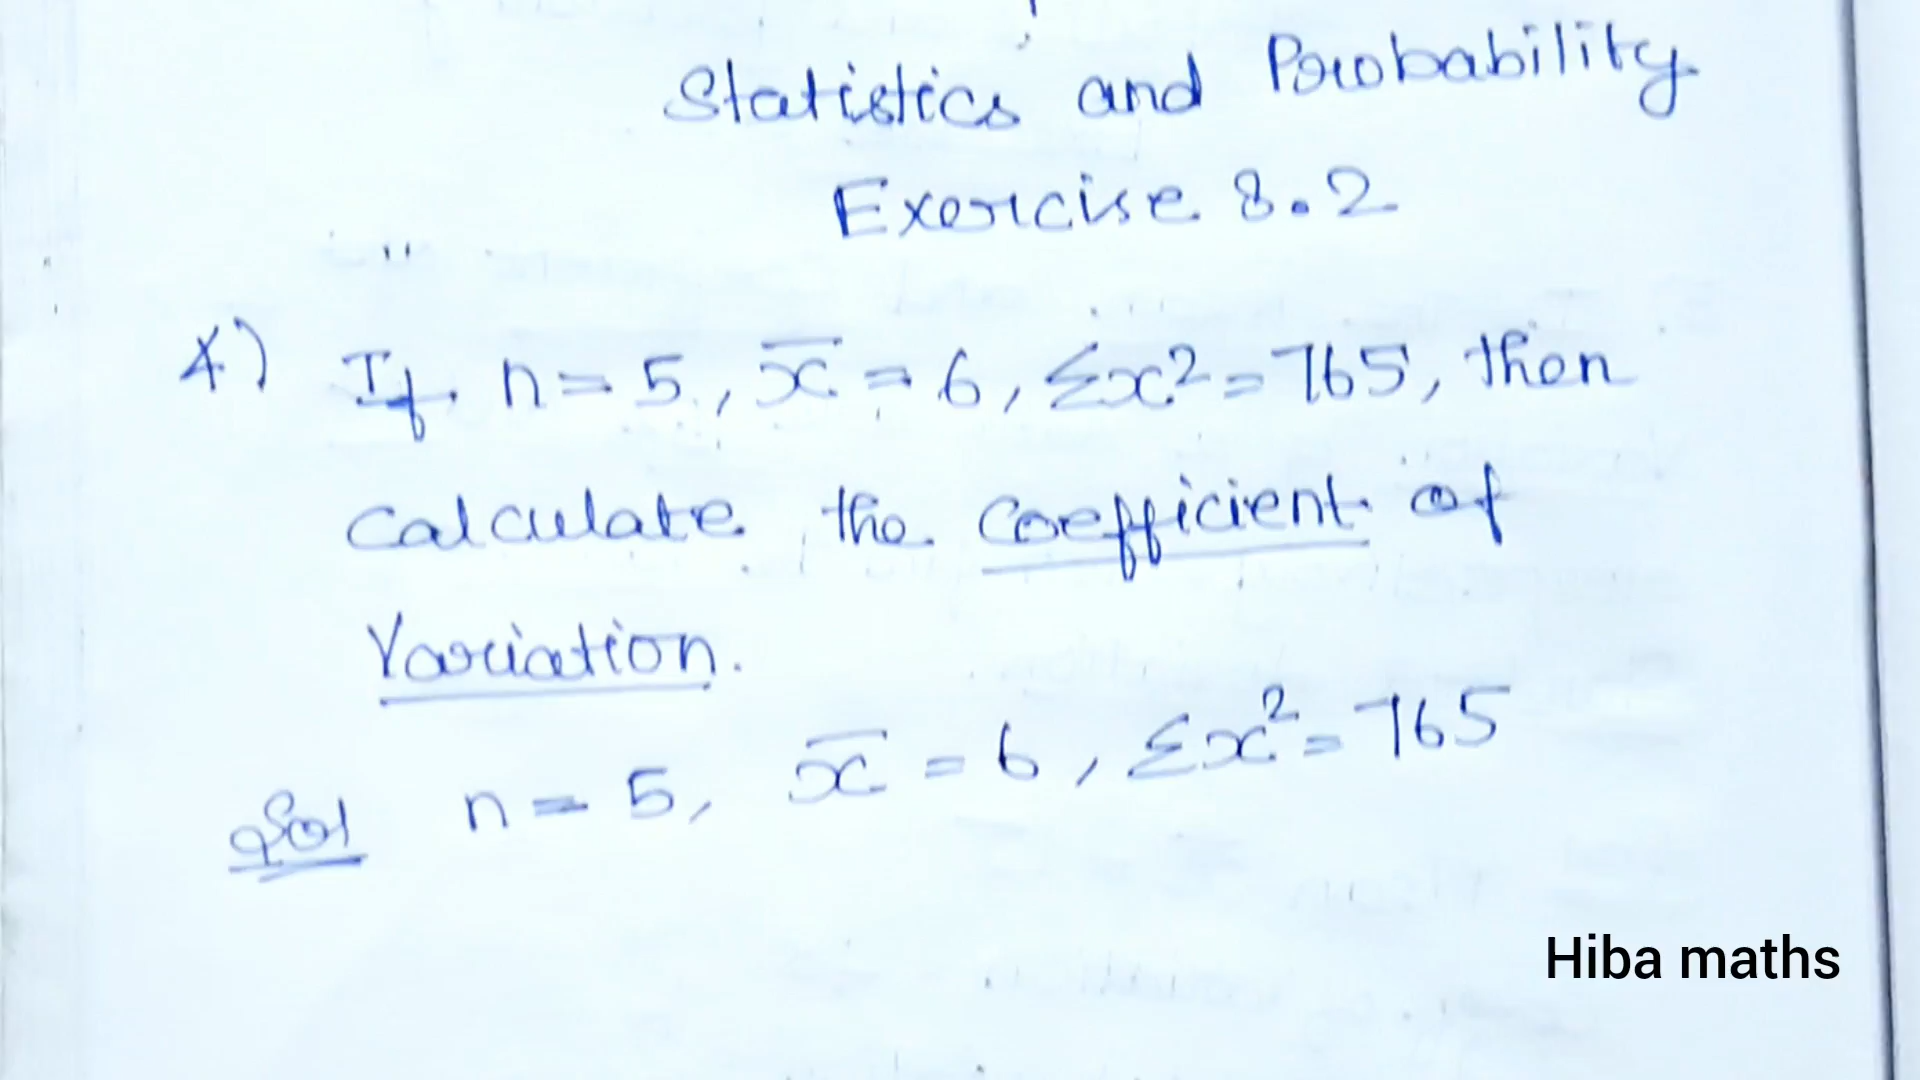 Statistics and Probability
Exercise 8.2
4) If n = 5, x̅ = 6, Σx² = 765, then
calculate the coefficient of
Variation.
Sol n = 5, x̅ = 6, Σx² = 765
Hiba maths